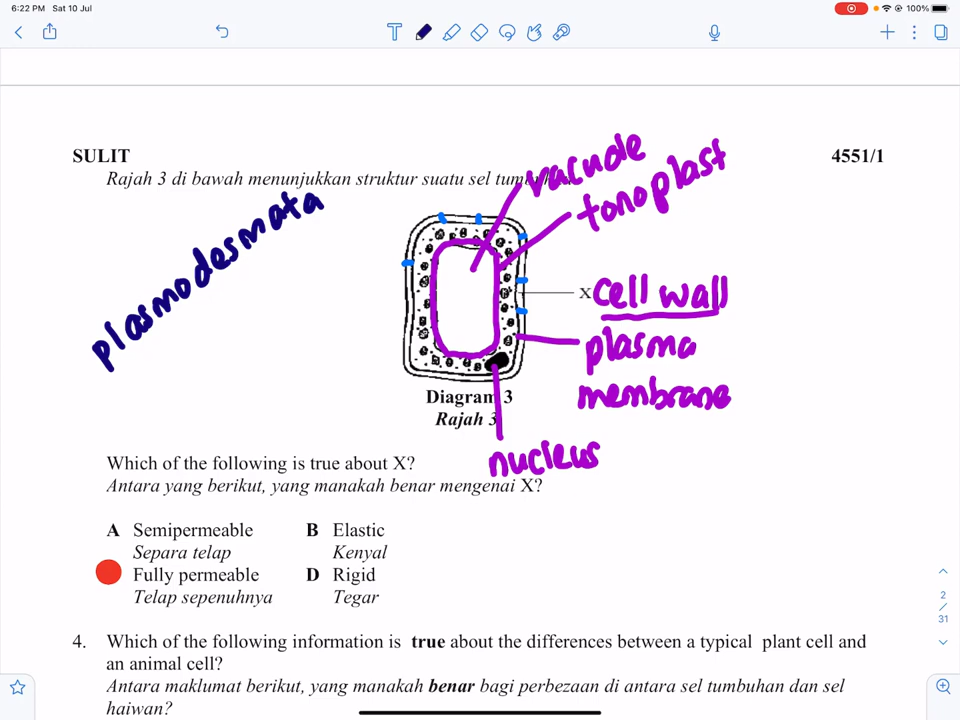 6:22 PM Sat 10 Jul
100%
SULIT
4551/1
Rajah 3 di bawah menunjukkan struktur suatu sel
vacuole
tonoplast
plasmodesmata
X cell wall
plasma
membrane
Diagram 3
Rajah 3
nucleus
Which of the following is true about X?
Antara yang berikut, yang manakah benar mengenai X?
A Semipermeable B Elastic
Separa telap Kenyal
Fully permeable D Rigid
Telap sepenuhnya Tegar
4. Which of the following information is true about the differences between a typical plant cell and
an animal cell?
Antara maklumat berikut, yang manakah benar bagi perbezaan di antara sel tumbuhan dan sel
haiwan?
2
/
31